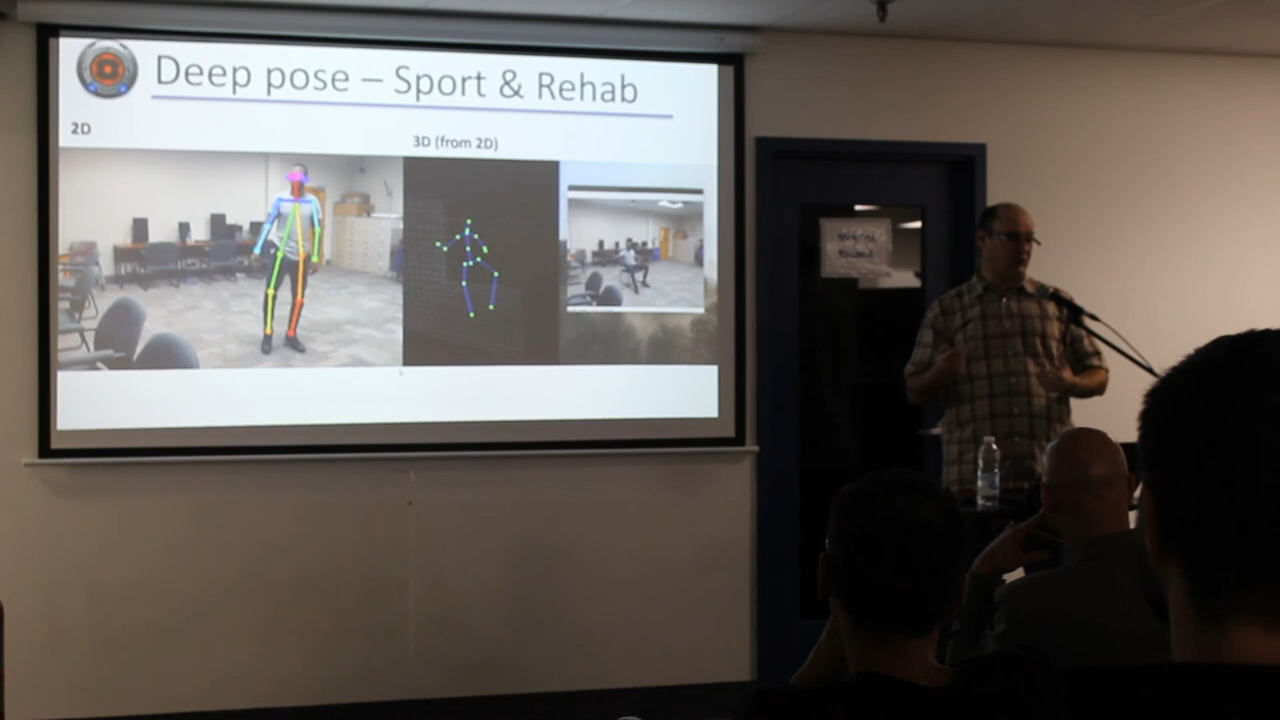 Deep pose – Sport & Rehab
2D
3D (from 2D)